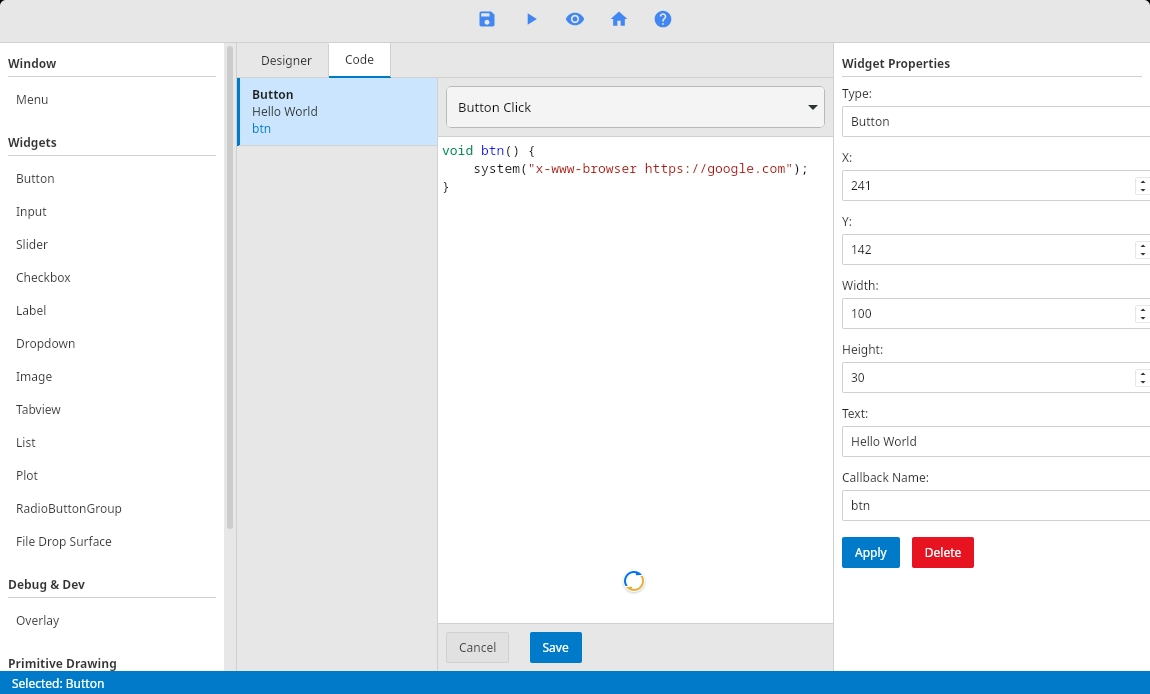 Window
Menu
Widgets
Button
Input
Slider
Checkbox
Label
Dropdown
Image
Tabview
List
Plot
RadioButtonGroup
File Drop Surface
Debug & Dev
Overlay
Primitive Drawing
Designer
Code
Button
Hello World
btn
Button Click
void btn() {
    system("x-www-browser https://google.com");
}
Cancel
Save
Widget Properties
Type:
Button
X:
241
Y:
142
Width:
100
Height:
30
Text:
Hello World
Callback Name:
btn
Apply
Delete
Selected: Button